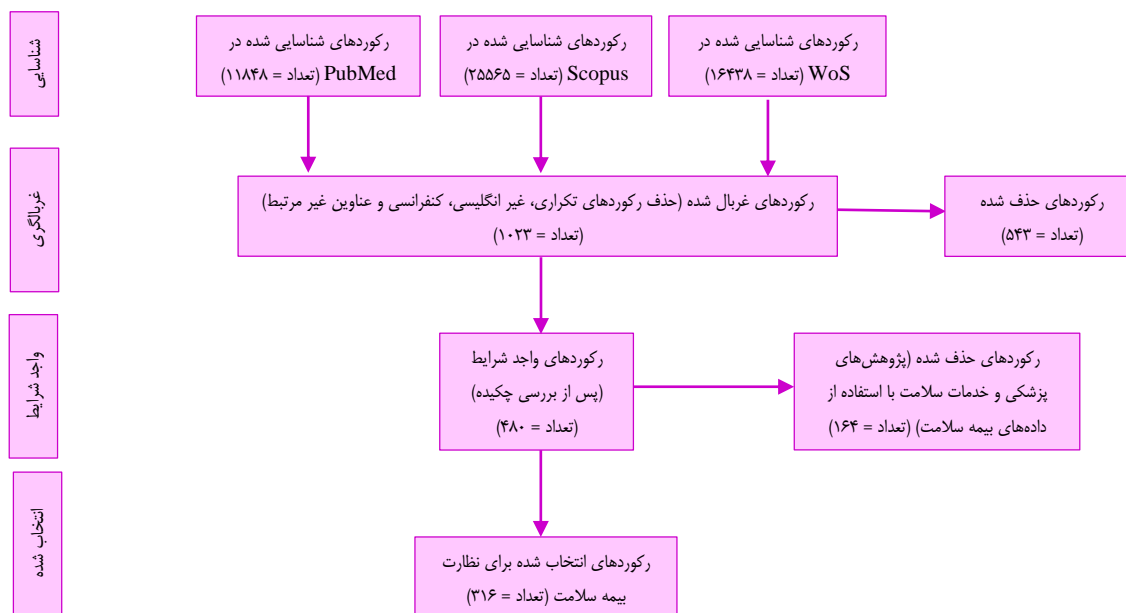 شناسایی
رکوردهای شناسایی شده در
PubMed (تعداد = ۱۱۸۴۸)
رکوردهای شناسایی شده در
Scopus (تعداد = ۲۵۵۶۵)
رکوردهای شناسایی شده در
WoS (تعداد = ۱۶۴۳۸)
غربالگری
رکوردهای غربال شده (حذف رکوردهای تکراری، غیر انگلیسی، کنفرانسی و عناوین غیر مرتبط)
(تعداد = ۱۰۲۳)
رکوردهای حذف شده
(تعداد = ۵۴۳)
واجد شرایط
رکوردهای واجد شرایط
(پس از بررسی چکیده)
(تعداد = ۴۸۰)
رکوردهای حذف شده (پژوهش‌های
پزشکی و خدمات سلامت با استفاده از
داده‌های بیمه سلامت) (تعداد = ۱۶۴)
انتخاب شده
رکوردهای انتخاب شده برای نظارت
بیمه سلامت (تعداد = ۳۱۶)